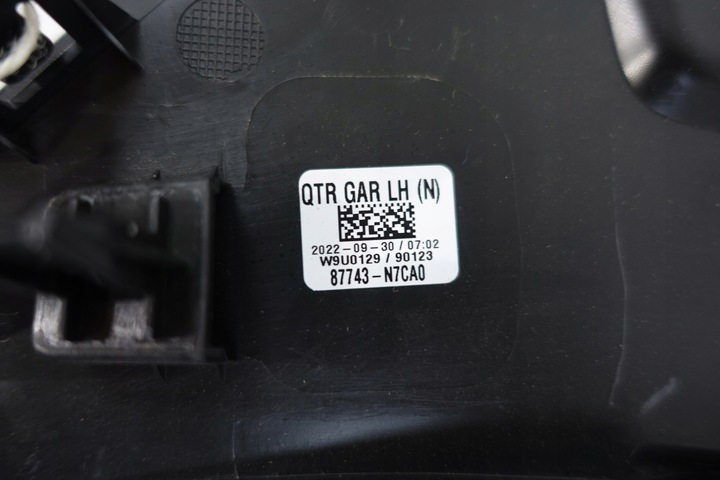 QTR GAR LH (N)
2022-09-30 / 07:02
W9U0129 / 90123
87743-N7CA0